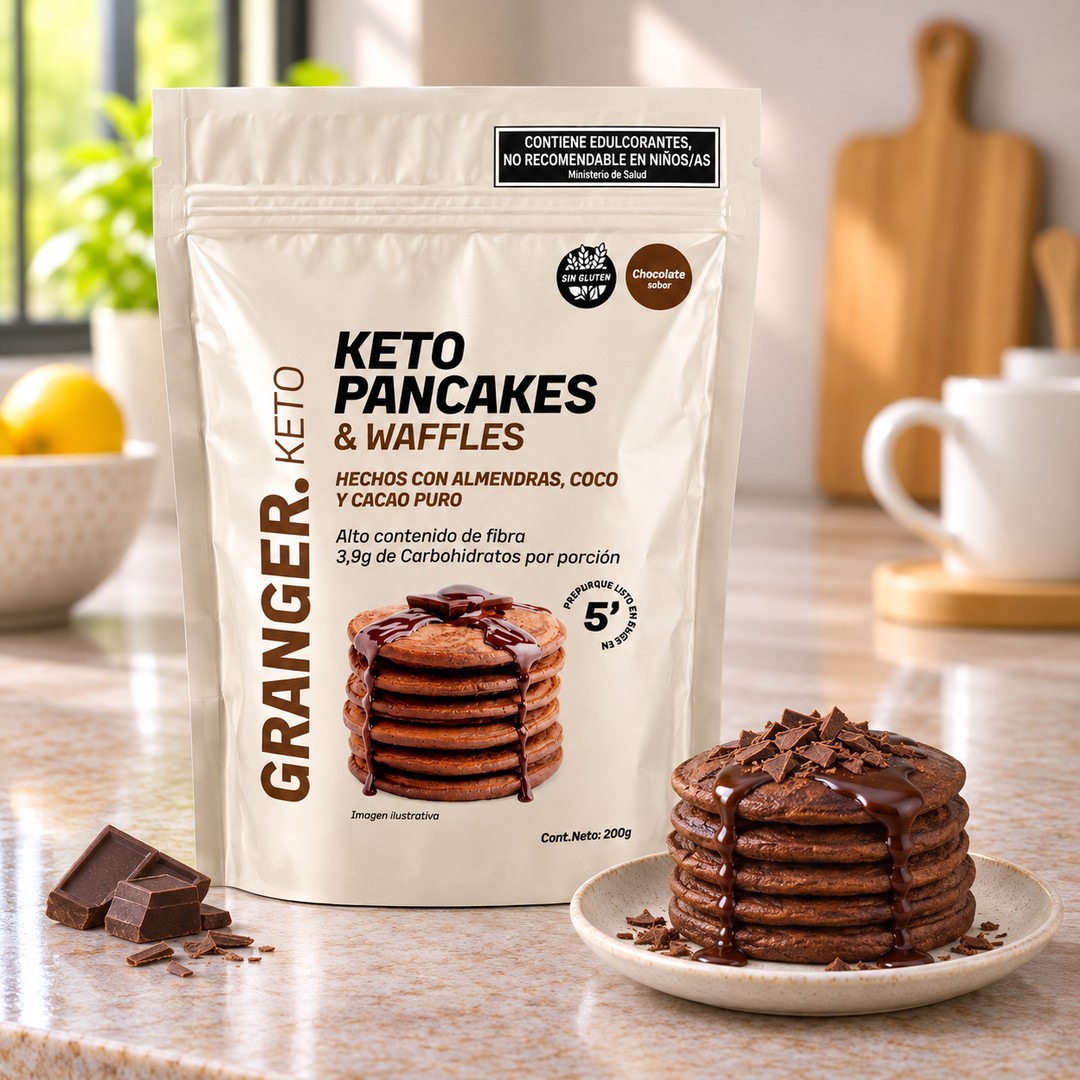 CONTIENE EDULCORANTES,
NO RECOMENDABLE EN NIÑOS/AS
Ministerio de Salud
SIN GLUTEN
Chocolate
sabor
KETO
PANCAKES
& WAFFLES
HECHOS CON ALMENDRAS, COCO
Y CACAO PURO
Alto contenido de fibra
3,9g de Carbohidratos por porción
GRANGER. KETO
5’
Imagen ilustrativa
Cont.Neto: 200g